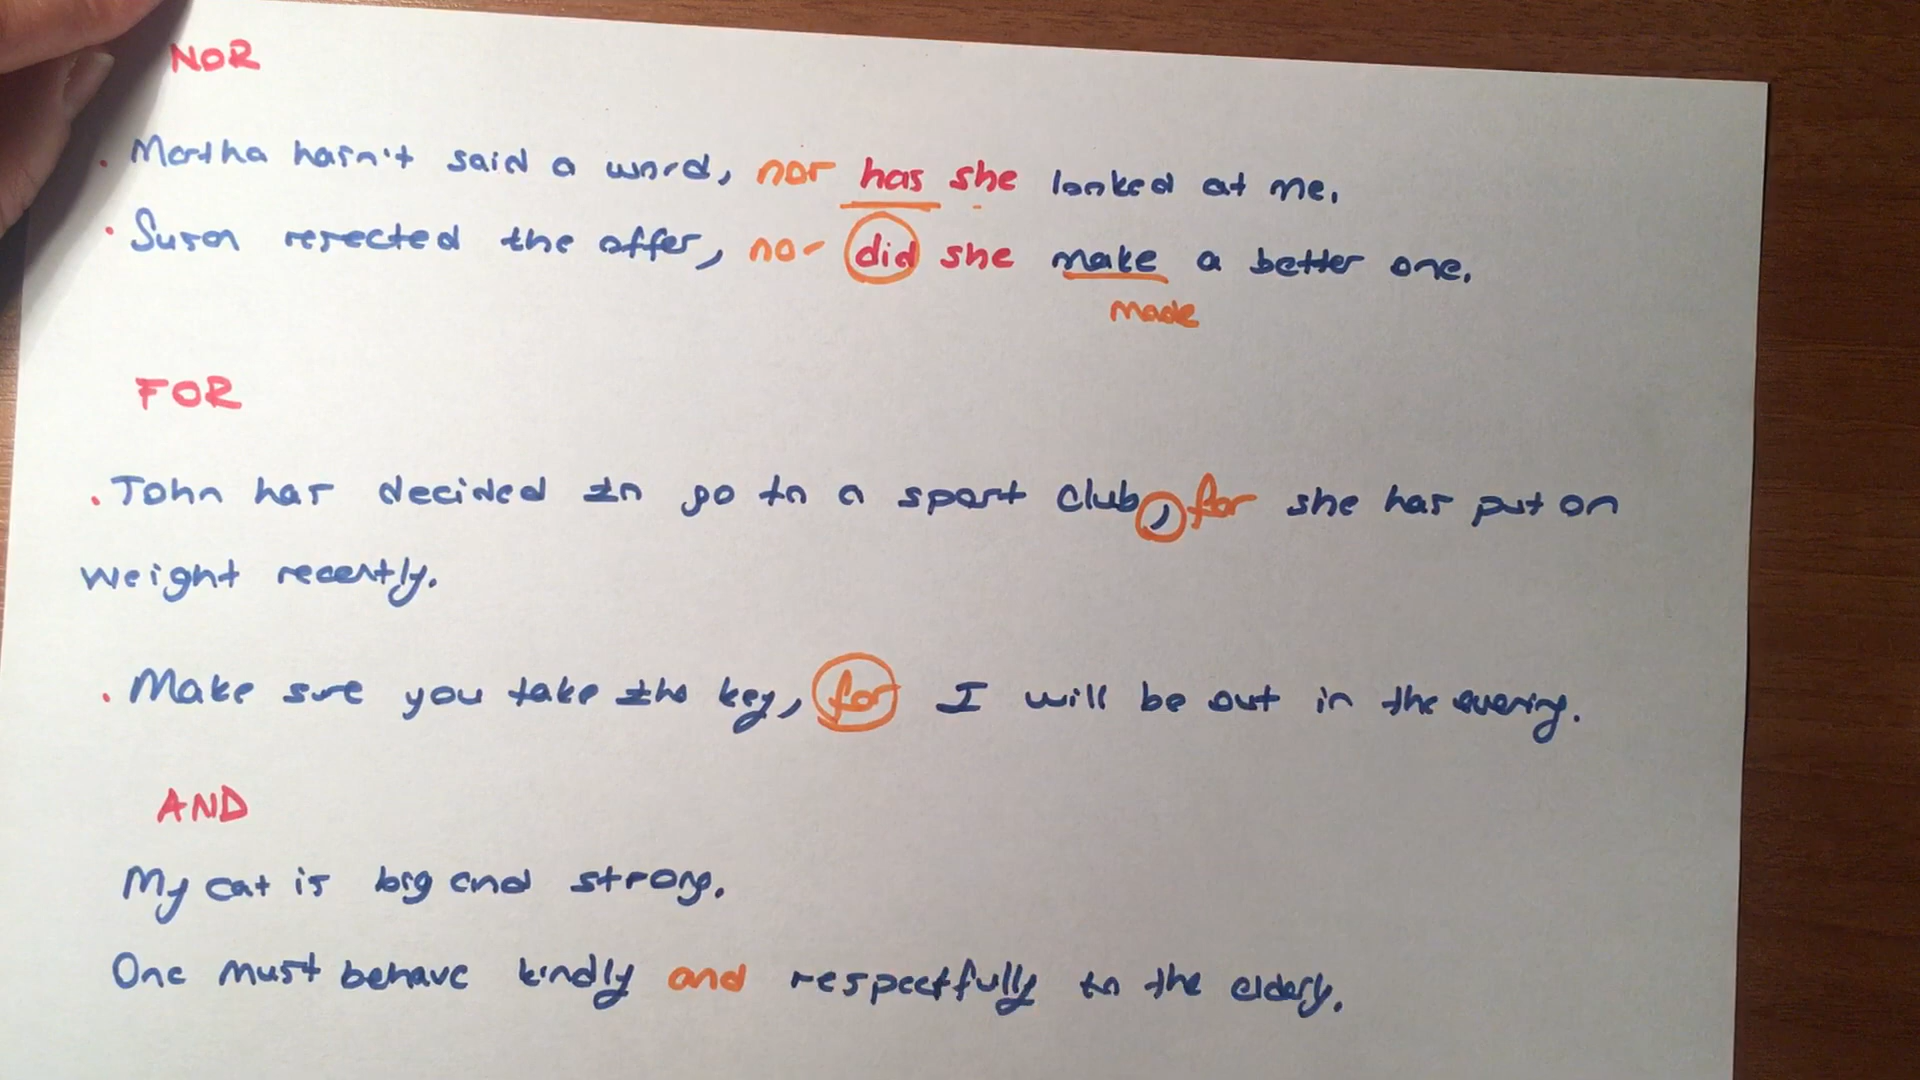 NOR
. Martha hasn't said a word, nor has she looked at me.
. Susan rejected the offer, nor did she make a better one.
made
FOR
. John has decided to go to a sport club, for she has put on
weight recently.
. Make sure you take the key, for I will be out in the evening.
AND
My cat is big and strong.
One must behave kindly and respectfully to the elderly.